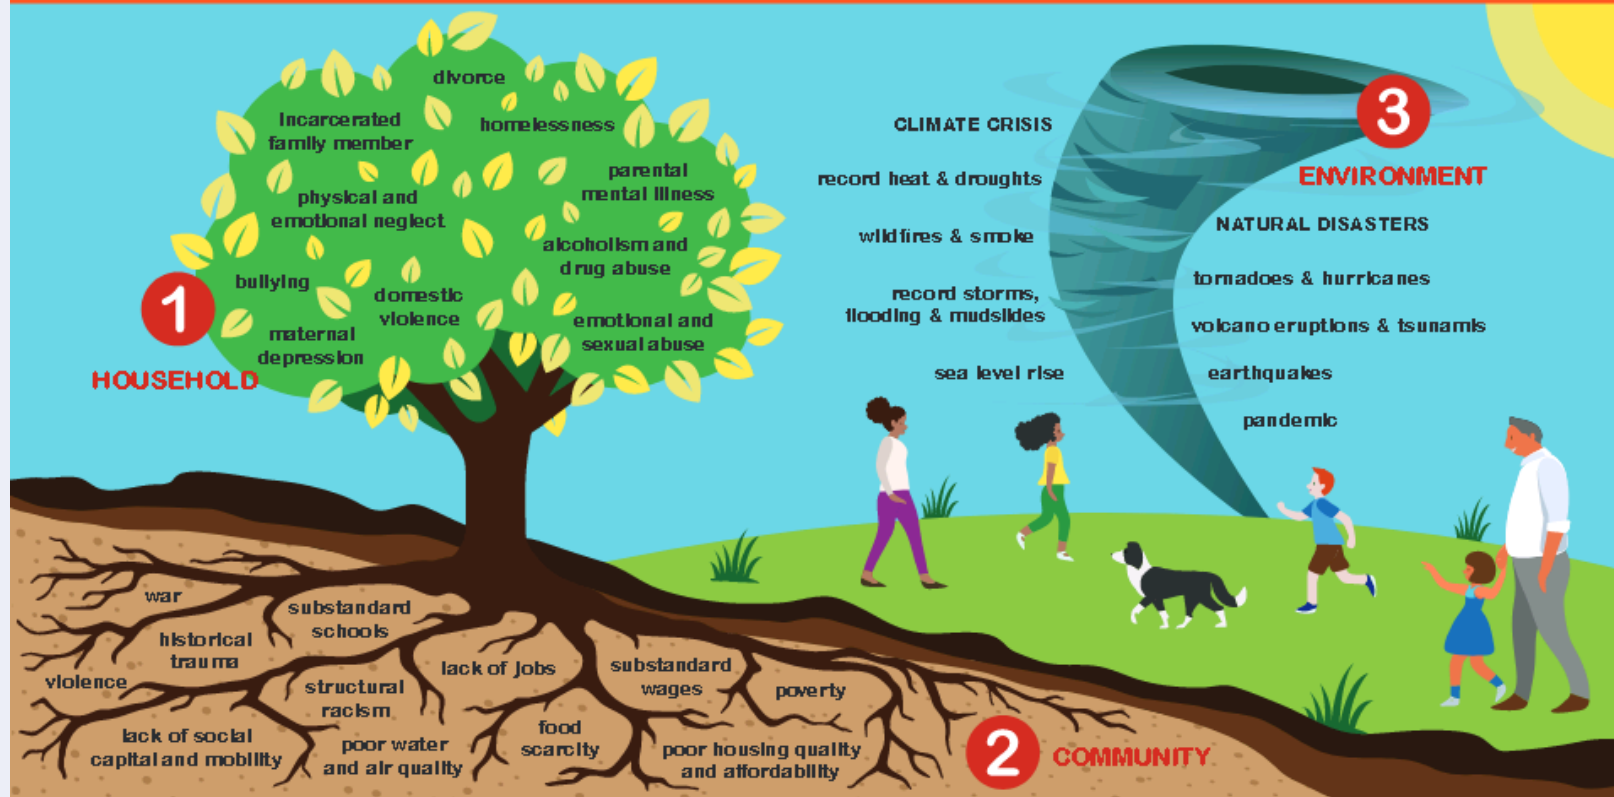 1
HOUSEHOLD
divorce
incarcerated
family member
homelessness
parental
mental illness
physical and
emotional neglect
alcoholism and
drug abuse
bullying
domestic
violence
maternal
depression
emotional and
sexual abuse
2
COMMUNITY
war
substandard
schools
historical
trauma
violence
lack of jobs
substandard
wages
structural
racism
poverty
lack of social
capital and mobility
poor water
and air quality
food
scarcity
poor housing quality
and affordability
3
ENVIRONMENT
CLIMATE CRISIS
record heat & droughts
wildfires & smoke
record storms,
flooding & mudslides
sea level rise
NATURAL DISASTERS
tornadoes & hurricanes
volcano eruptions & tsunamis
earthquakes
pandemic